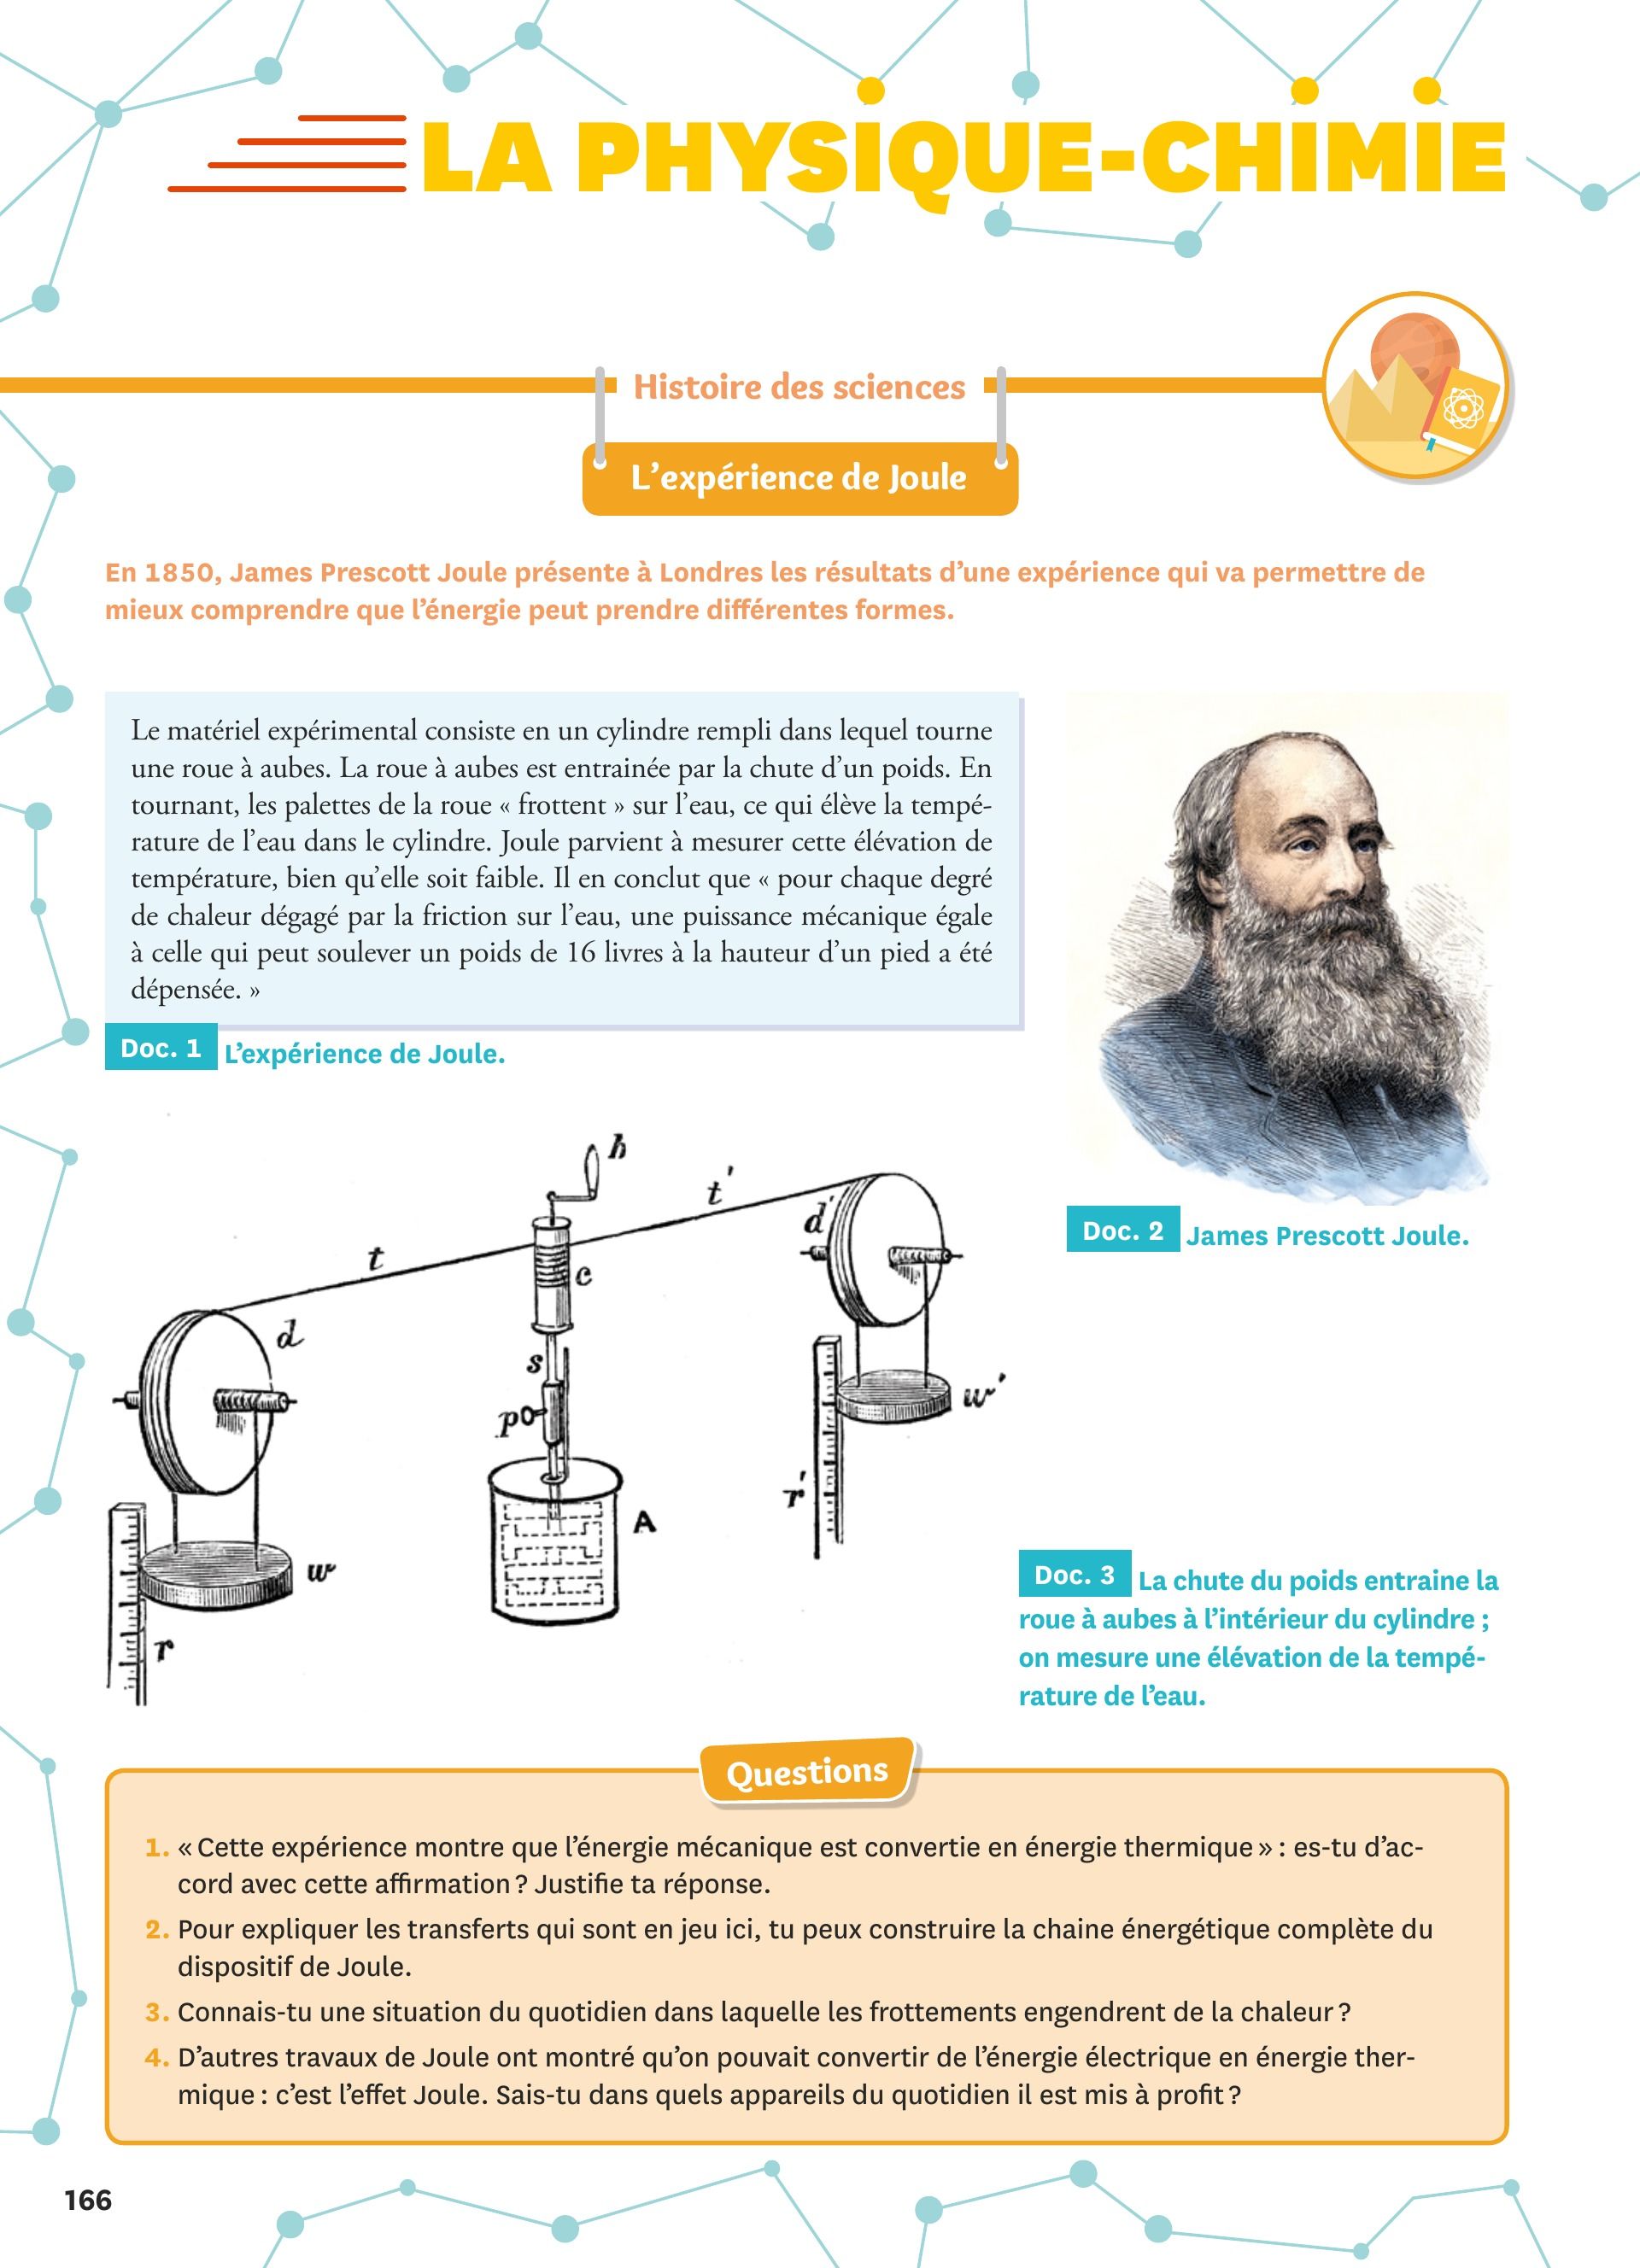 LA PHYSIQUE-CHIMIE
Histoire des sciences
L'expérience de Joule
En 1850, James Prescott Joule présente à Londres les résultats d'une expérience qui va permettre de
mieux comprendre que l'énergie peut prendre différentes formes.
Le matériel expérimental consiste en un cylindre rempli dans lequel tourne
une roue à aubes. La roue à aubes est entrainée par la chute d'un poids. En
tournant, les palettes de la roue « frottent » sur l'eau, ce qui élève la tempé-
rature de l'eau dans le cylindre. Joule parvient à mesurer cette élévation de
température, bien qu'elle soit faible. Il en conclut que « pour chaque degré
de chaleur dégagé par la friction sur l'eau, une puissance mécanique égale
à celle qui peut soulever un poids de 16 livres à la hauteur d'un pied a été
dépensée. »
Doc. 1 L'expérience de Joule.
Doc. 2 James Prescott Joule.
h
t'
d'
t
c
d
s
w'
p
r'
A
w
r
Doc. 3 La chute du poids entraine la
roue à aubes à l'intérieur du cylindre ;
on mesure une élévation de la tempé-
rature de l'eau.
Questions
1. « Cette expérience montre que l'énergie mécanique est convertie en énergie thermique » : es-tu d'ac-
cord avec cette affirmation ? Justifie ta réponse.
2. Pour expliquer les transferts qui sont en jeu ici, tu peux construire la chaine énergétique complète du
dispositif de Joule.
3. Connais-tu une situation du quotidien dans laquelle les frottements engendrent de la chaleur ?
4. D'autres travaux de Joule ont montré qu'on pouvait convertir de l'énergie électrique en énergie ther-
mique : c'est l'effet Joule. Sais-tu dans quels appareils du quotidien il est mis à profit ?
166